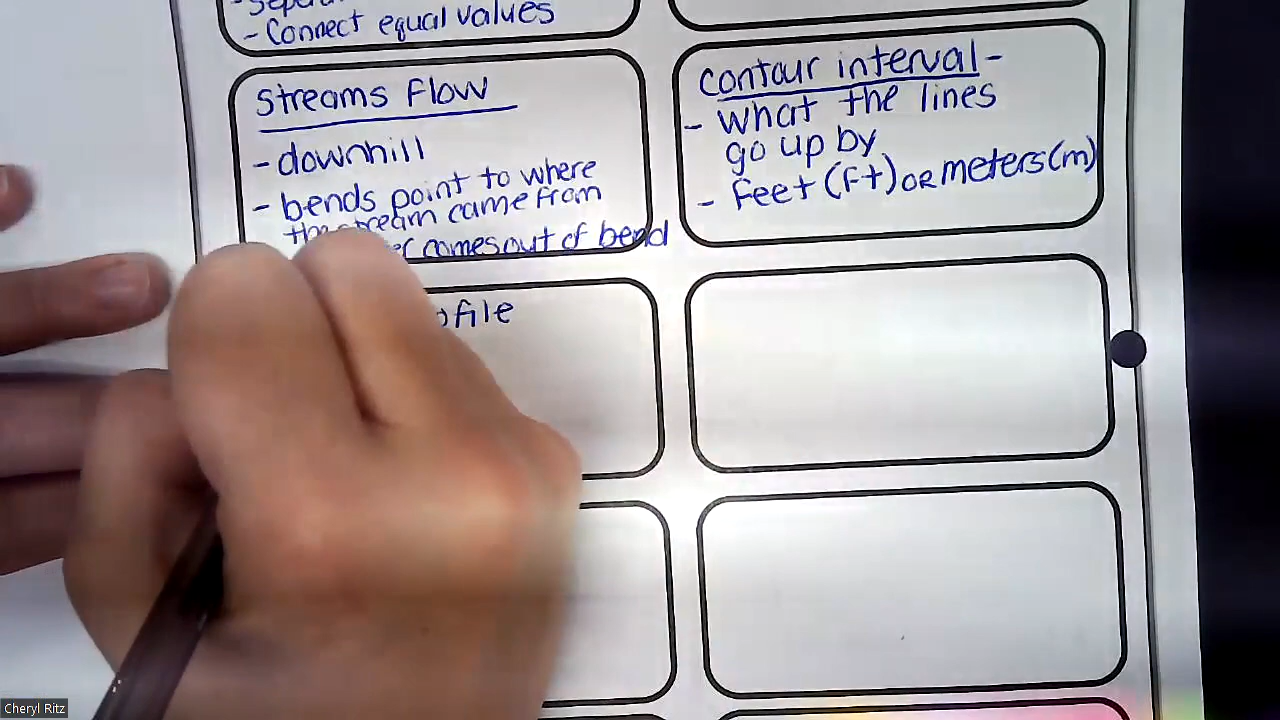 - Connect equal values
Streams Flow
- downhill
- bends point to where
the stream came from
comes out of bend
contour interval -
- What the lines
go up by
- Feet (Ft) OR meters (m)
Cheryl Ritz